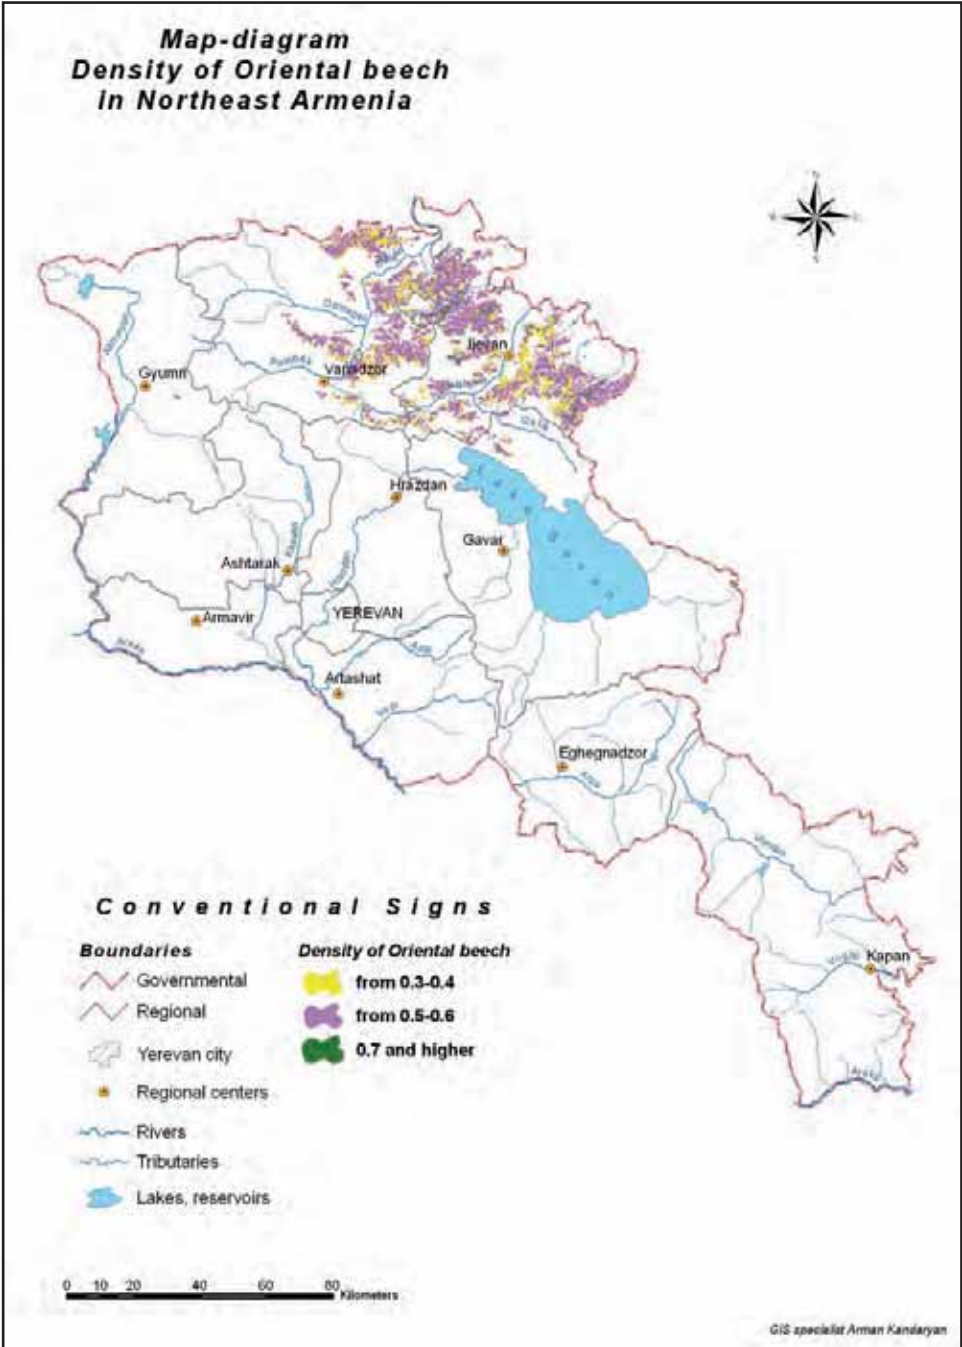 Map-diagram
Density of Oriental beech
in Northeast Armenia
Ijevan
Gyumri
Vanadzor
Hrazdan
Gavar
Ashtarak
Armavir
YEREVAN
Artashat
Eghegnadzor
Kapan
Conventional Signs
Boundaries
Governmental
Regional
Yerevan city
Regional centers
Rivers
Tributaries
Lakes, reservoirs
Density of Oriental beech
from 0.3-0.4
from 0.5-0.6
0.7 and higher
0 10 20 40 60 80
Kilometers
GIS specialist Arman Kandaryan